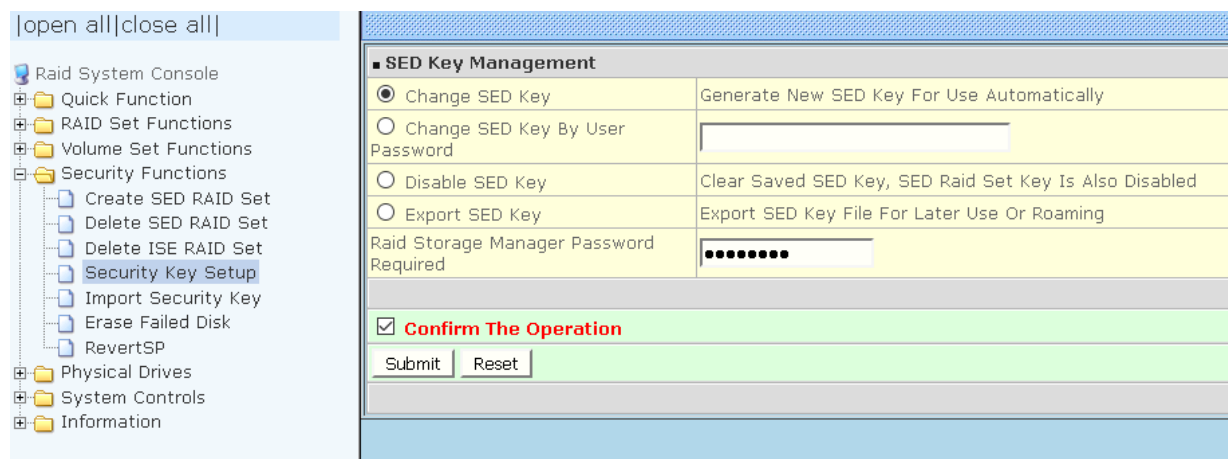 |open all|close all|
Raid System Console
Quick Function
RAID Set Functions
Volume Set Functions
Security Functions
Create SED RAID Set
Delete SED RAID Set
Delete ISE RAID Set
Security Key Setup
Import Security Key
Erase Failed Disk
RevertSP
Physical Drives
System Controls
Information
SED Key Management
Change SED Key
Generate New SED Key For Use Automatically
Change SED Key By User
Password
Disable SED Key
Clear Saved SED Key, SED Raid Set Key Is Also Disabled
Export SED Key
Export SED Key File For Later Use Or Roaming
Raid Storage Manager Password
Required
Confirm The Operation
Submit
Reset